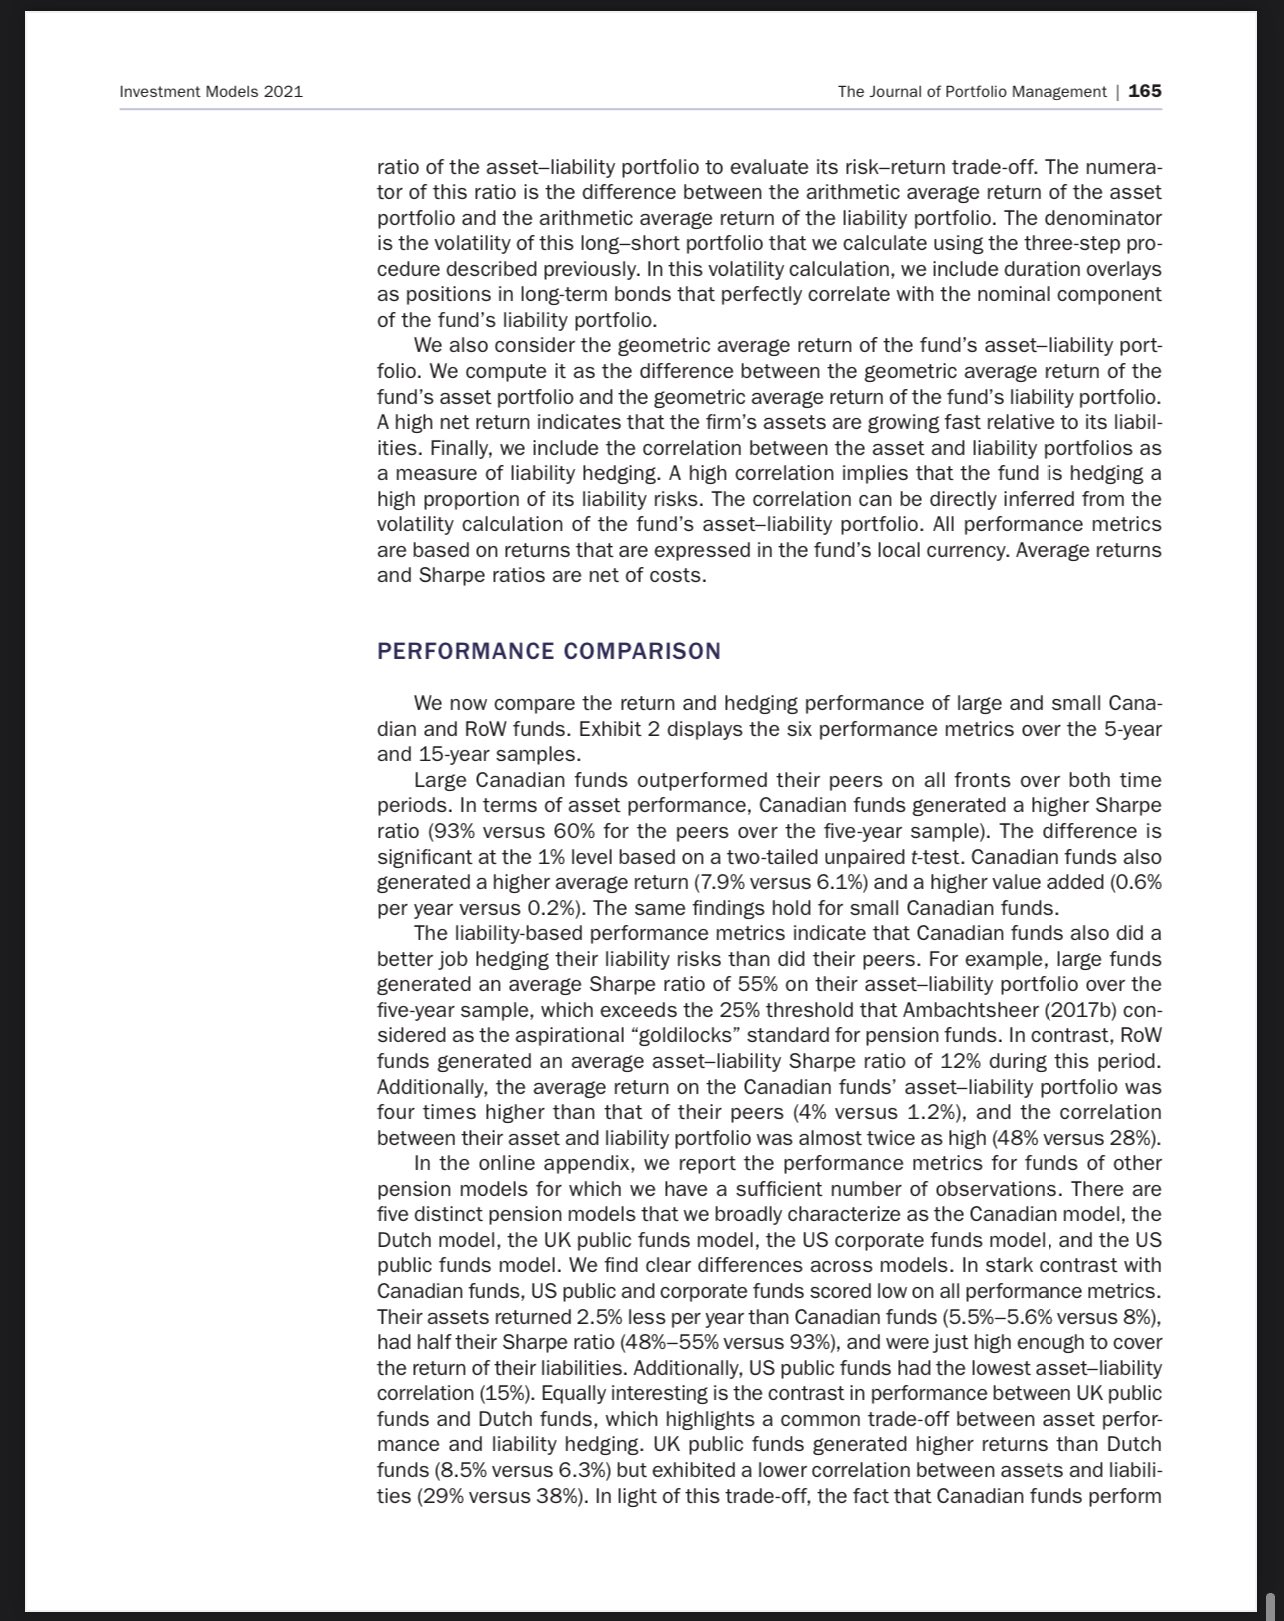 Investment Models 2021
The Journal of Portfolio Management | 165
ratio of the asset–liability portfolio to evaluate its risk–return trade-off. The numera-
tor of this ratio is the difference between the arithmetic average return of the asset
portfolio and the arithmetic average return of the liability portfolio. The denominator
is the volatility of this long–short portfolio that we calculate using the three-step pro-
cedure described previously. In this volatility calculation, we include duration overlays
as positions in long-term bonds that perfectly correlate with the nominal component
of the fund’s liability portfolio.
We also consider the geometric average return of the fund’s asset–liability port-
folio. We compute it as the difference between the geometric average return of the
fund’s asset portfolio and the geometric average return of the fund’s liability portfolio.
A high net return indicates that the firm’s assets are growing fast relative to its liabil-
ities. Finally, we include the correlation between the asset and liability portfolios as
a measure of liability hedging. A high correlation implies that the fund is hedging a
high proportion of its liability risks. The correlation can be directly inferred from the
volatility calculation of the fund’s asset–liability portfolio. All performance metrics
are based on returns that are expressed in the fund’s local currency. Average returns
and Sharpe ratios are net of costs.
PERFORMANCE COMPARISON
We now compare the return and hedging performance of large and small Cana-
dian and RoW funds. Exhibit 2 displays the six performance metrics over the 5-year
and 15-year samples.
Large Canadian funds outperformed their peers on all fronts over both time
periods. In terms of asset performance, Canadian funds generated a higher Sharpe
ratio (93% versus 60% for the peers over the five-year sample). The difference is
significant at the 1% level based on a two-tailed unpaired t-test. Canadian funds also
generated a higher average return (7.9% versus 6.1%) and a higher value added (0.6%
per year versus 0.2%). The same findings hold for small Canadian funds.
The liability-based performance metrics indicate that Canadian funds also did a
better job hedging their liability risks than did their peers. For example, large funds
generated an average Sharpe ratio of 55% on their asset–liability portfolio over the
five-year sample, which exceeds the 25% threshold that Ambachtsheer (2017b) con-
sidered as the aspirational “goldilocks” standard for pension funds. In contrast, RoW
funds generated an average asset–liability Sharpe ratio of 12% during this period.
Additionally, the average return on the Canadian funds’ asset–liability portfolio was
four times higher than that of their peers (4% versus 1.2%), and the correlation
between their asset and liability portfolio was almost twice as high (48% versus 28%).
In the online appendix, we report the performance metrics for funds of other
pension models for which we have a sufficient number of observations. There are
five distinct pension models that we broadly characterize as the Canadian model, the
Dutch model, the UK public funds model, the US corporate funds model, and the US
public funds model. We find clear differences across models. In stark contrast with
Canadian funds, US public and corporate funds scored low on all performance metrics.
Their assets returned 2.5% less per year than Canadian funds (5.5%–5.6% versus 8%),
had half their Sharpe ratio (48%–55% versus 93%), and were just high enough to cover
the return of their liabilities. Additionally, US public funds had the lowest asset–liability
correlation (15%). Equally interesting is the contrast in performance between UK public
funds and Dutch funds, which highlights a common trade-off between asset perfor-
mance and liability hedging. UK public funds generated higher returns than Dutch
funds (8.5% versus 6.3%) but exhibited a lower correlation between assets and liabili-
ties (29% versus 38%). In light of this trade-off, the fact that Canadian funds perform